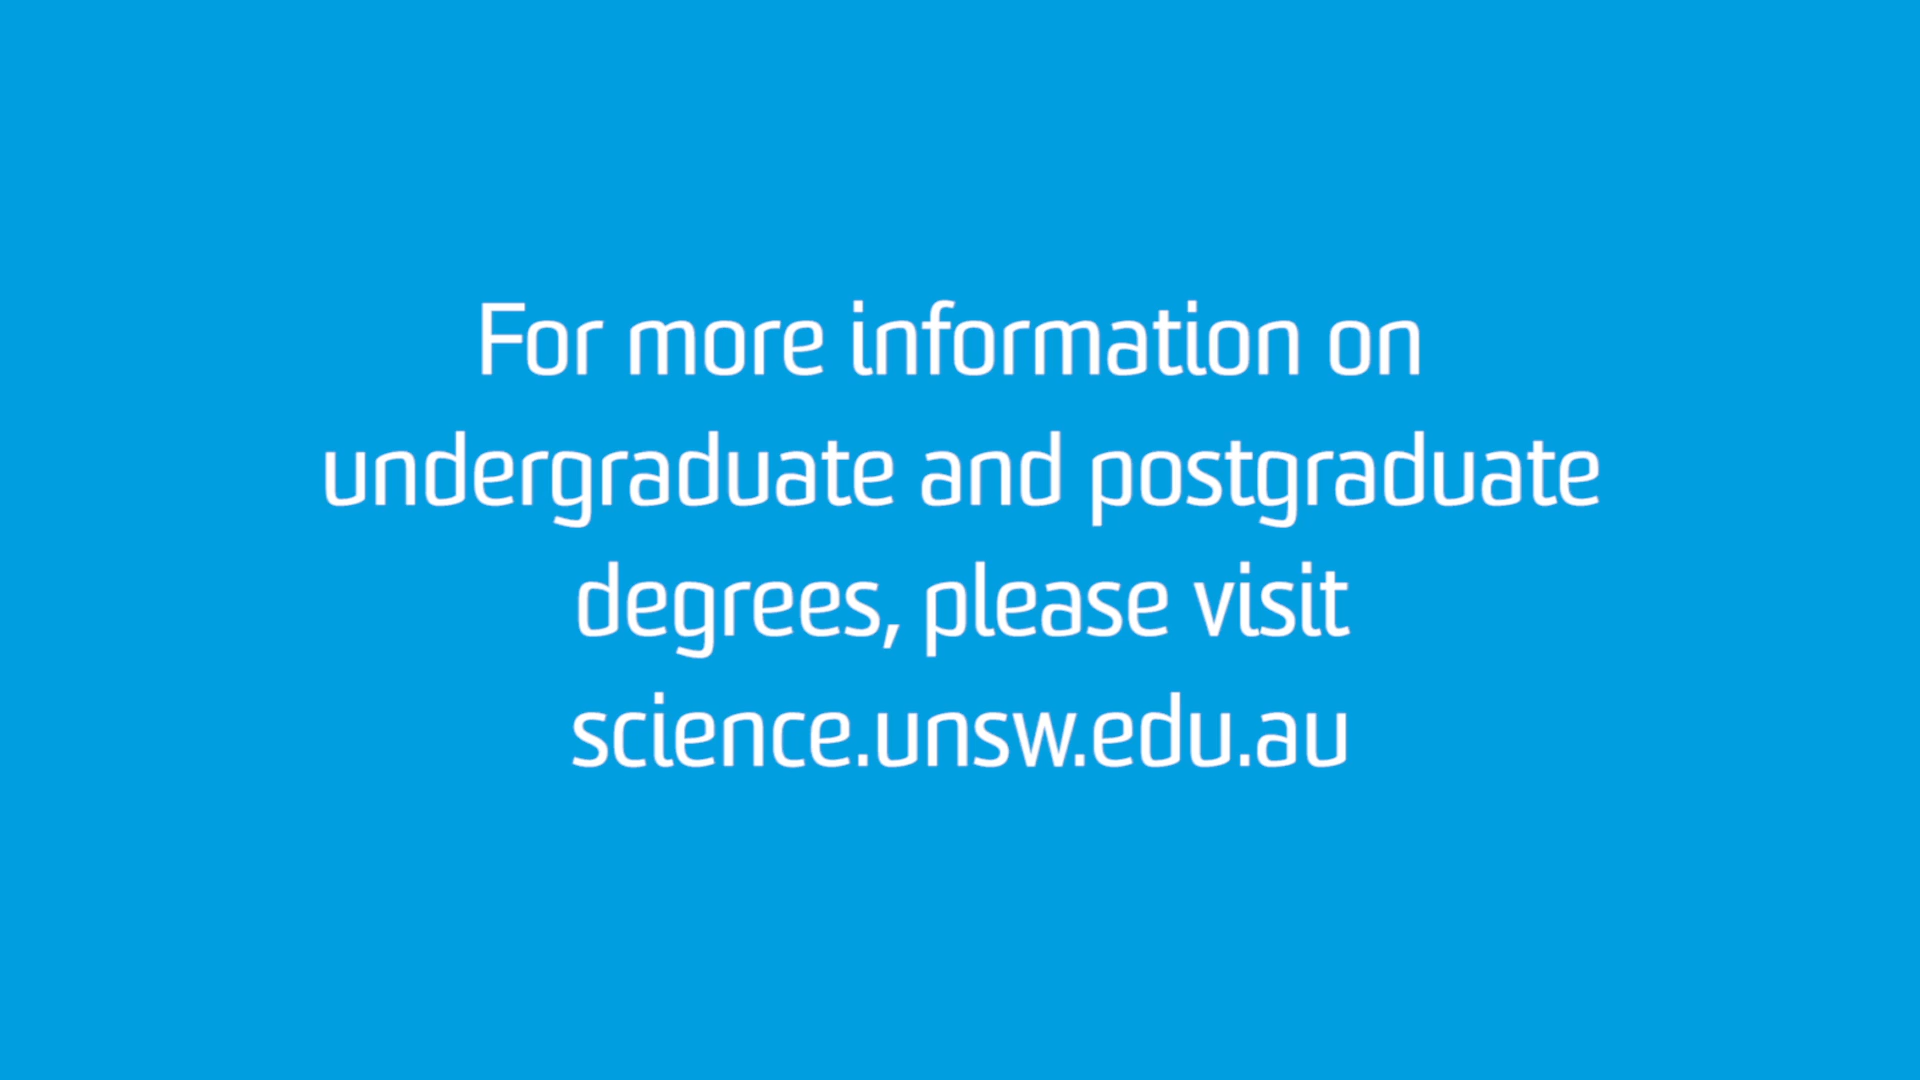 For more information on
undergraduate and postgraduate
degrees, please visit
science.unsw.edu.au